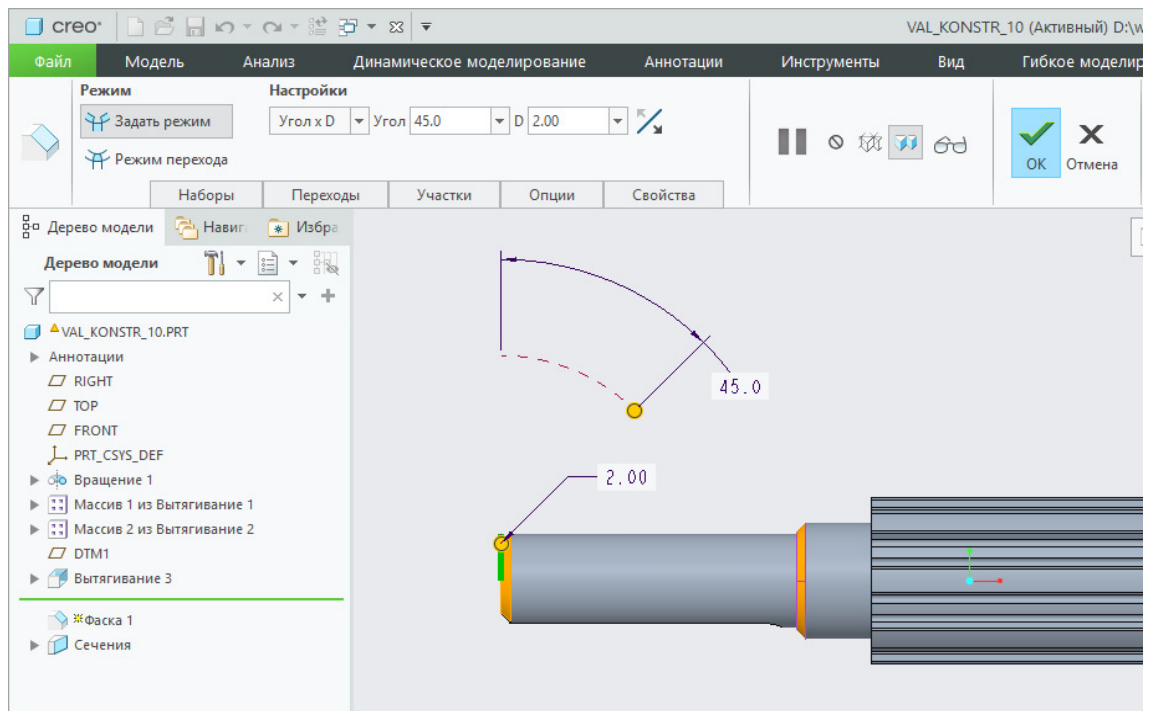 creo VAL_KONSTR_10 (Активный) D:\w
Файл Модель Анализ Динамическое моделирование Аннотации Инструменты Вид Гибкое моделир
Режим Настройки
Задать режим Угол x D Угол 45.0 D 2.00
Режим перехода OK Отмена
Наборы Переходы Участки Опции Свойства
Дерево модели Навиг Избра
Дерево модели
VAL_KONSTR_10.PRT
Аннотации
RIGHT
TOP
FRONT
PRT_CSYS_DEF
Вращение 1
Массив 1 из Вытягивание 1
Массив 2 из Вытягивание 2
DTM1
Вытягивание 3
Фаска 1
Сечения
45.0
2.00